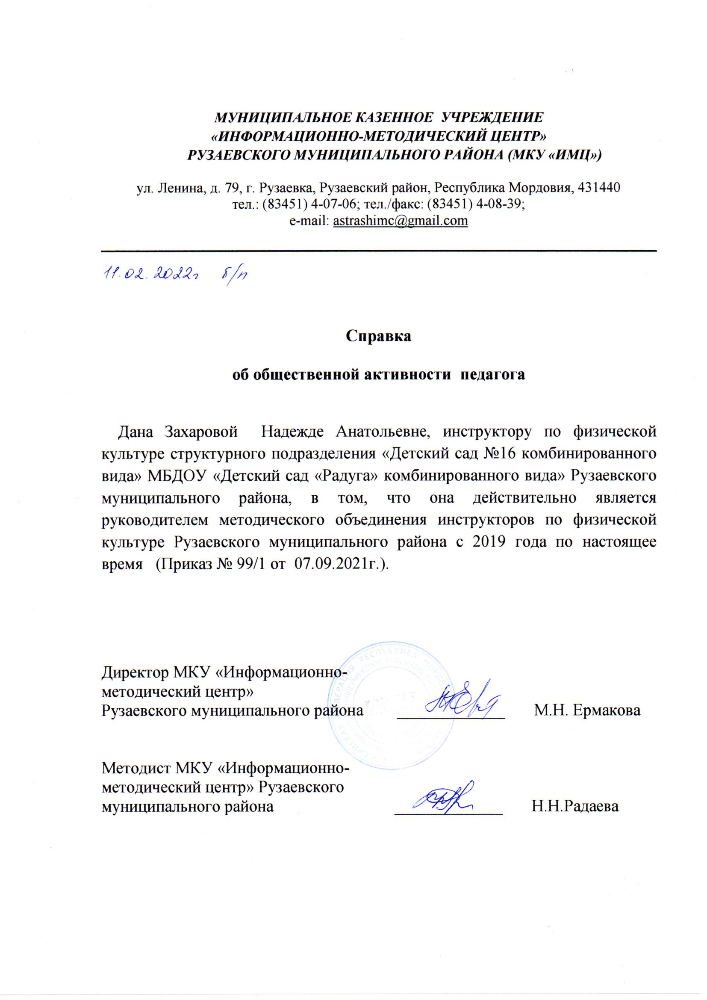 МУНИЦИПАЛЬНОЕ КАЗЕННОЕ УЧРЕЖДЕНИЕ
«ИНФОРМАЦИОННО-МЕТОДИЧЕСКИЙ ЦЕНТР»
РУЗАЕВСКОГО МУНИЦИПАЛЬНОГО РАЙОНА (МКУ «ИМЦ»)
ул. Ленина, д. 79, г. Рузаевка, Рузаевский район, Республика Мордовия, 431440
тел.: (83451) 4-07-06; тел./факс: (83451) 4-08-39;
e-mail: astrashimc@gmail.com
11.02.2022г б/п
Справка
об общественной активности педагога
Дана Захаровой Надежде Анатольевне, инструктору по физической
культуре структурного подразделения «Детский сад №16 комбинированного
вида» МБДОУ «Детский сад «Радуга» комбинированного вида» Рузаевского
муниципального района, в том, что она действительно является
руководителем методического объединения инструкторов по физической
культуре Рузаевского муниципального района с 2019 года по настоящее
время (Приказ № 99/1 от 07.09.2021г.).
Директор МКУ «Информационно-
методический центр»
Рузаевского муниципального района М.Н. Ермакова
РЕСПУБЛИКА
Методист МКУ «Информационно-
методический центр» Рузаевского
муниципального района Н.Н.Радаева